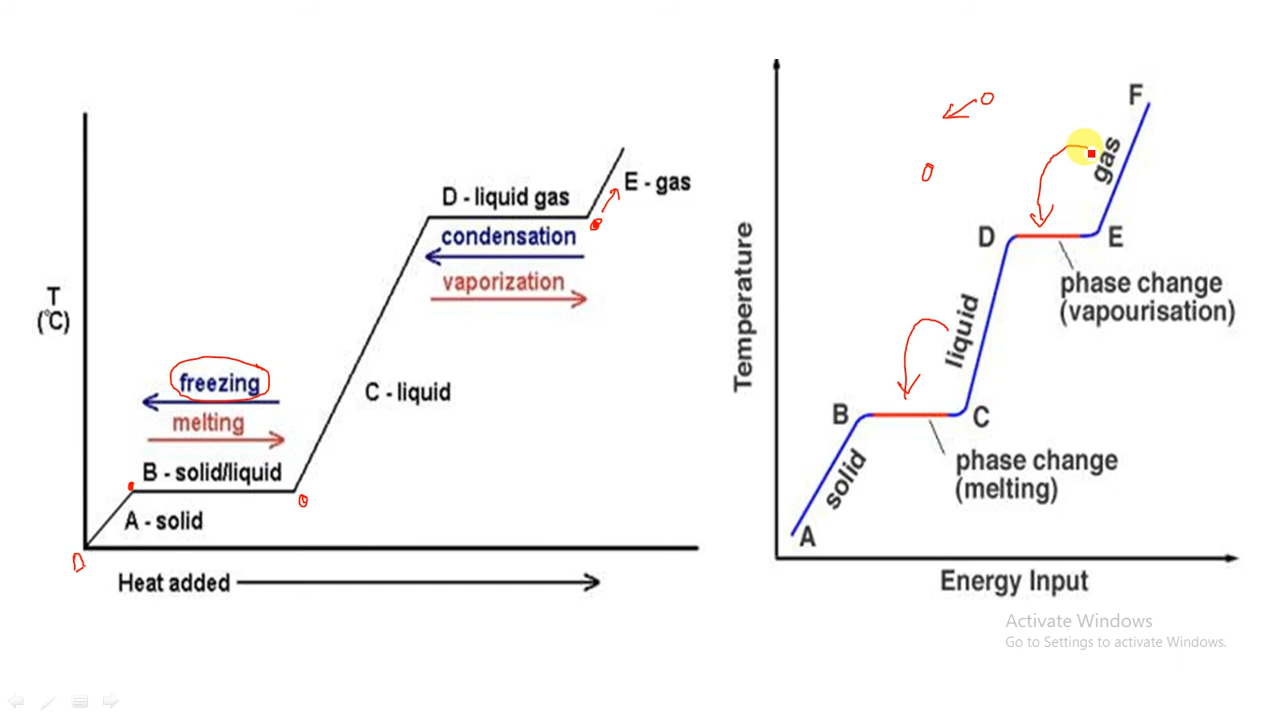 T
(°C)
E - gas
D - liquid gas
condensation
vaporization
freezing
melting
C - liquid
B - solid/liquid
A - solid
Heat added
Temperature
F
gas
D
E
phase change
(vapourisation)
liquid
B
C
phase change
(melting)
solid
A
Energy Input
Activate Windows
Go to Settings to activate Windows.